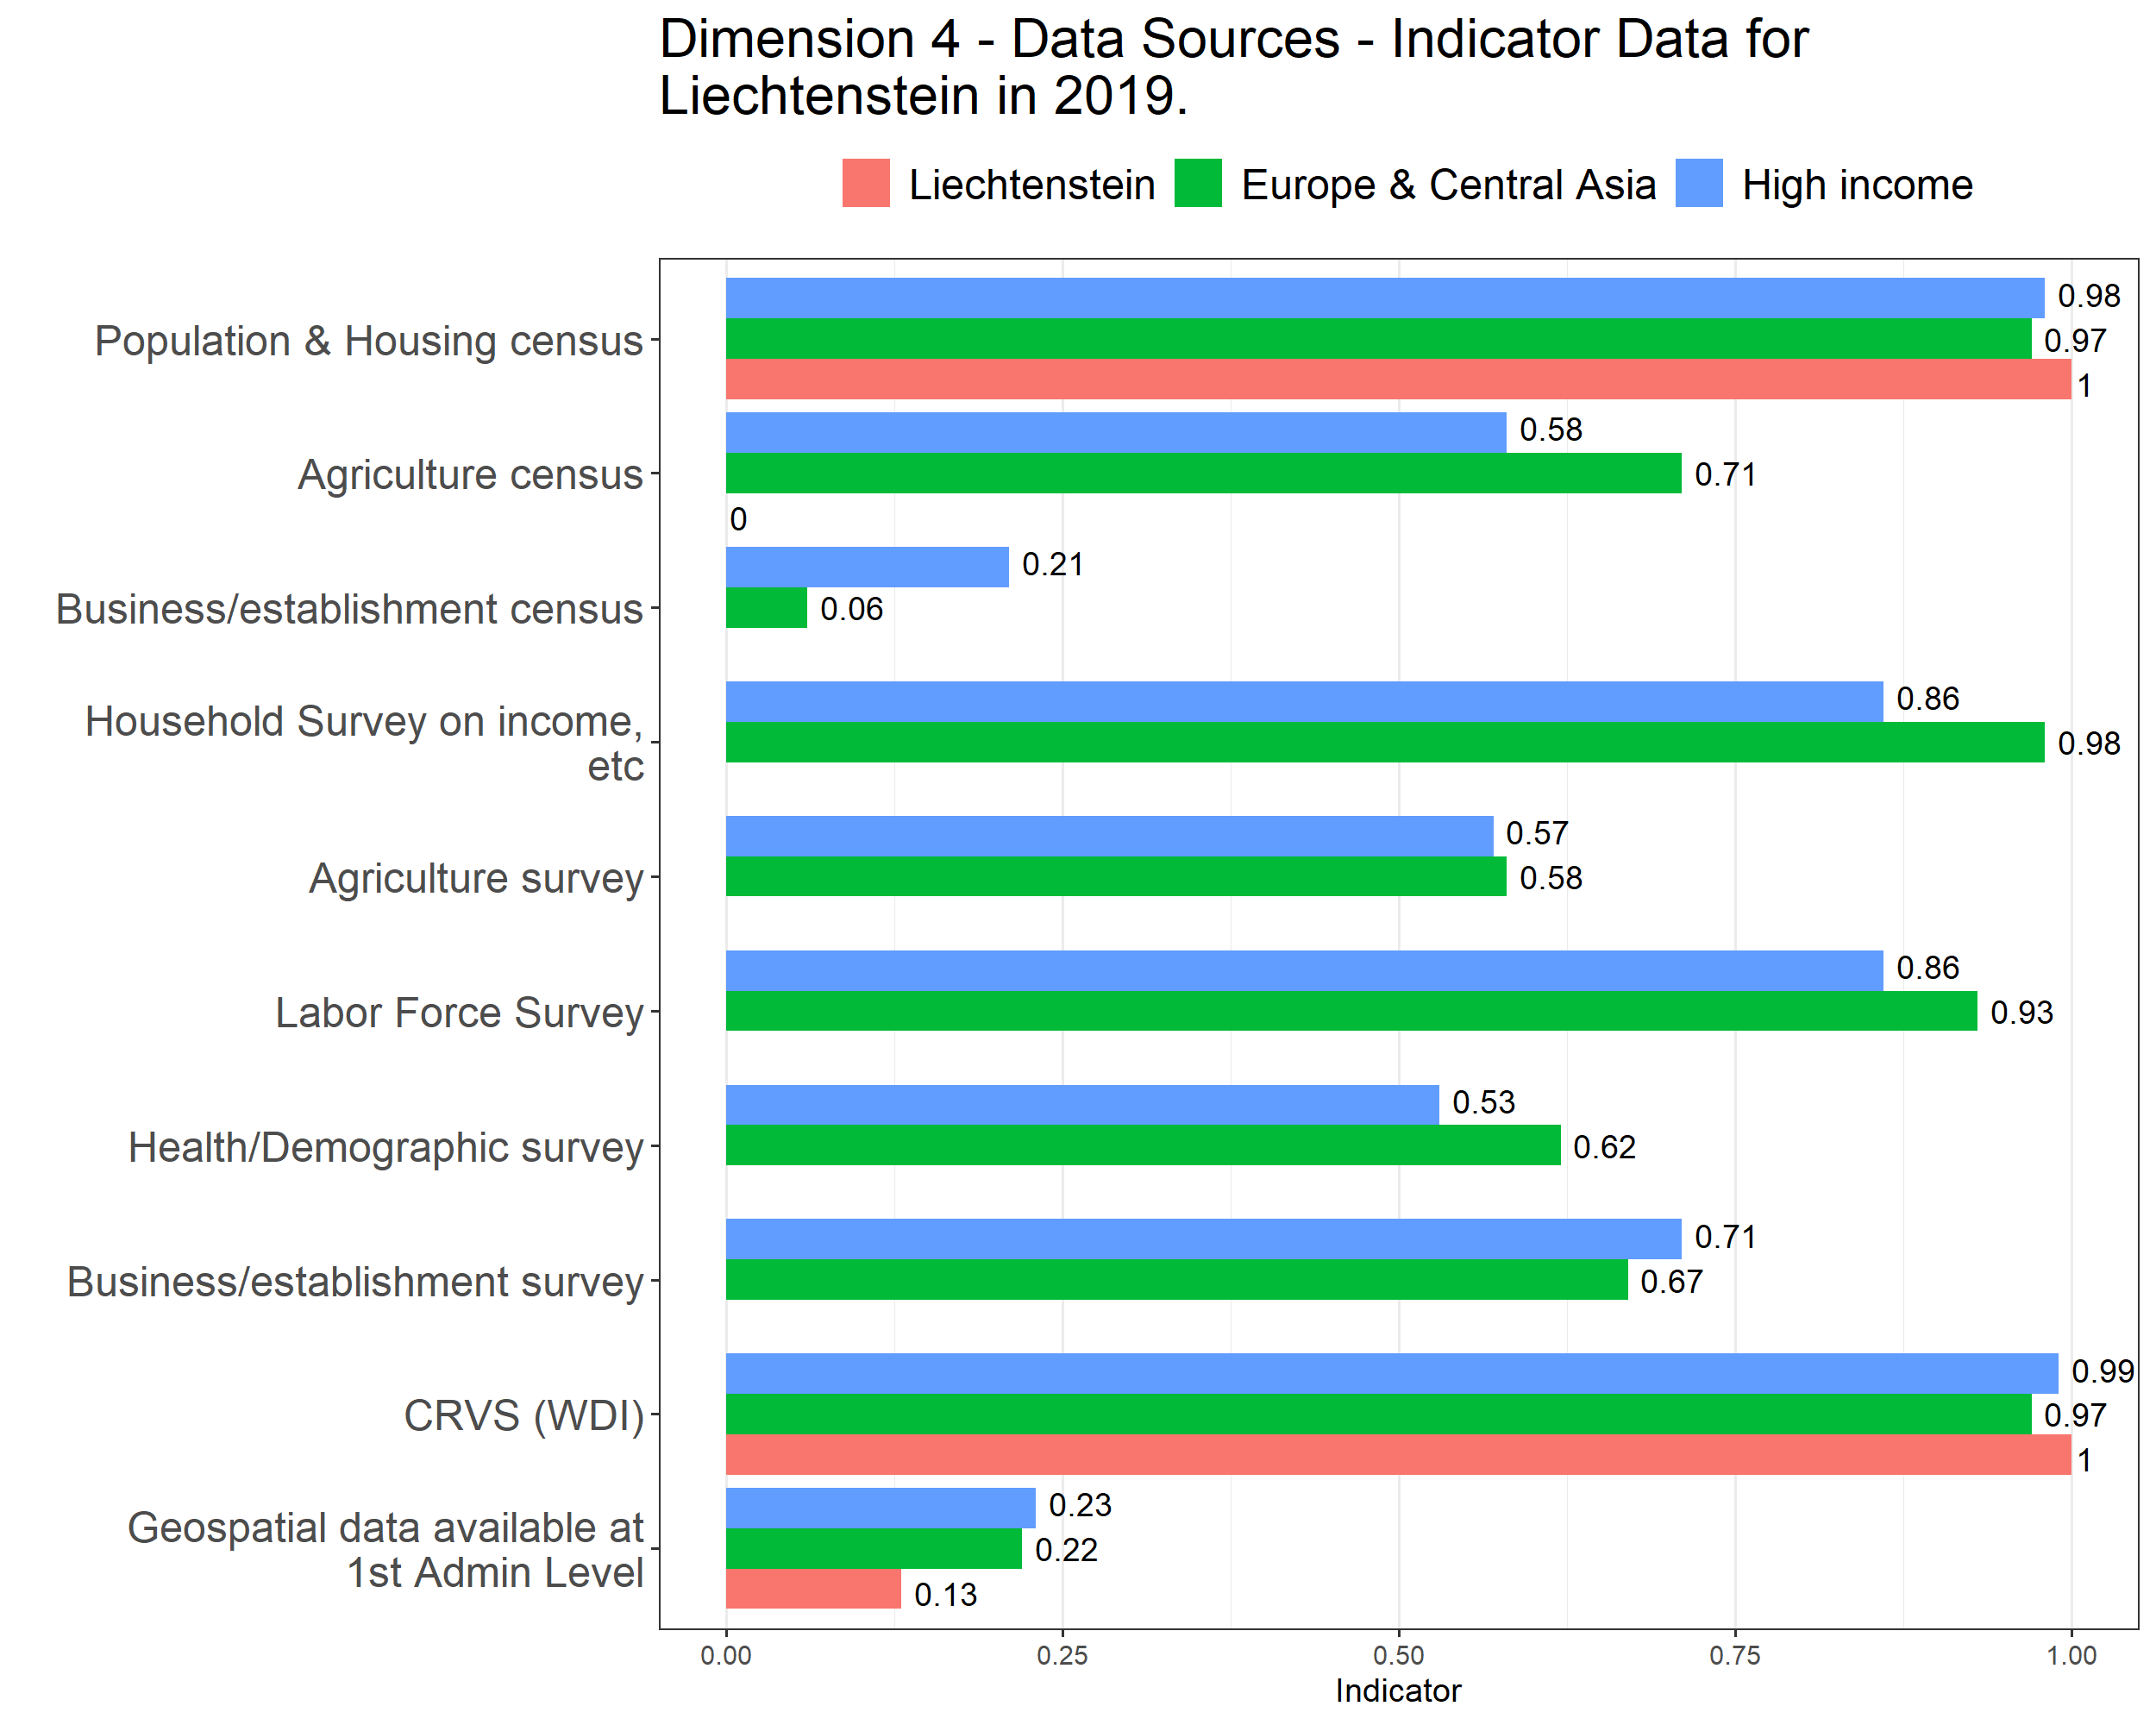 Dimension 4 - Data Sources - Indicator Data for
Liechtenstein in 2019.
Liechtenstein Europe & Central Asia High income
Population & Housing census
0.98
0.97
1
Agriculture census
0.58
0.71
0
Business/establishment census
0.21
0.06
Household Survey on income,
etc
0.86
0.98
Agriculture survey
0.57
0.58
Labor Force Survey
0.86
0.93
Health/Demographic survey
0.53
0.62
Business/establishment survey
0.71
0.67
CRVS (WDI)
0.99
0.97
1
Geospatial data available at
1st Admin Level
0.23
0.22
0.13
0.00 0.25 0.50 0.75 1.00
Indicator